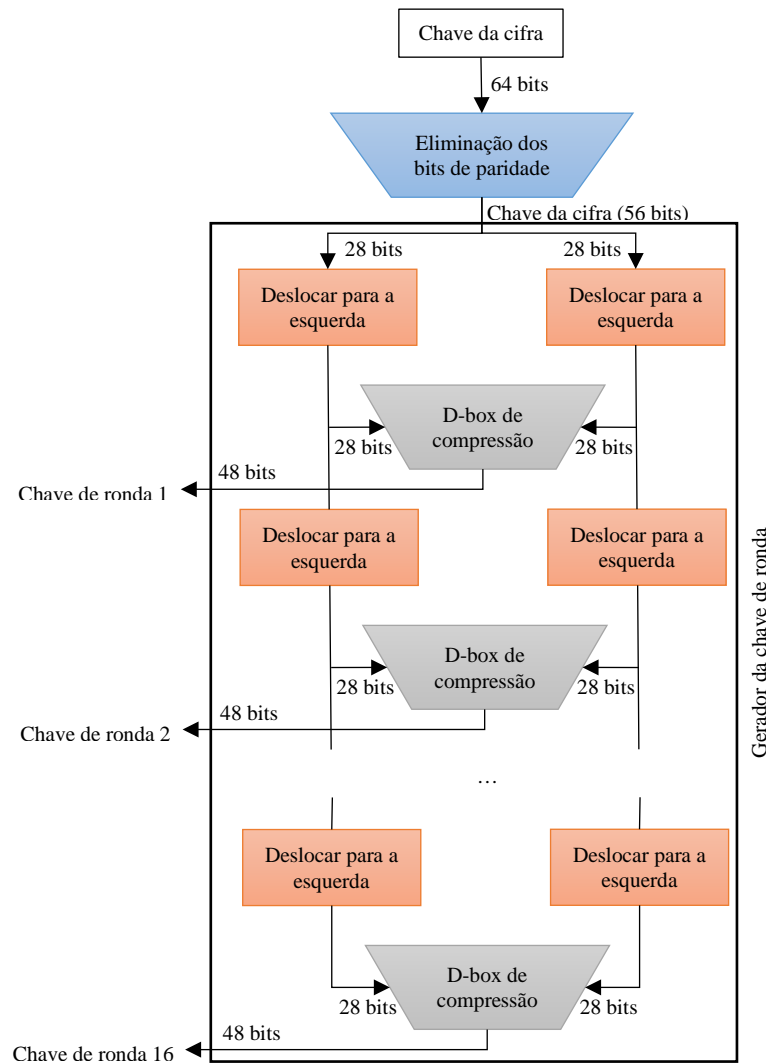 Chave da cifra
64 bits
Eliminação dos
bits de paridade
Chave da cifra (56 bits)
28 bits
28 bits
Deslocar para a
esquerda
Deslocar para a
esquerda
D-box de
compressão
28 bits
28 bits
48 bits
Chave de ronda 1
Deslocar para a
esquerda
Deslocar para a
esquerda
D-box de
compressão
28 bits
28 bits
48 bits
Chave de ronda 2
Gerador da chave de ronda
...
Deslocar para a
esquerda
Deslocar para a
esquerda
D-box de
compressão
28 bits
28 bits
48 bits
Chave de ronda 16